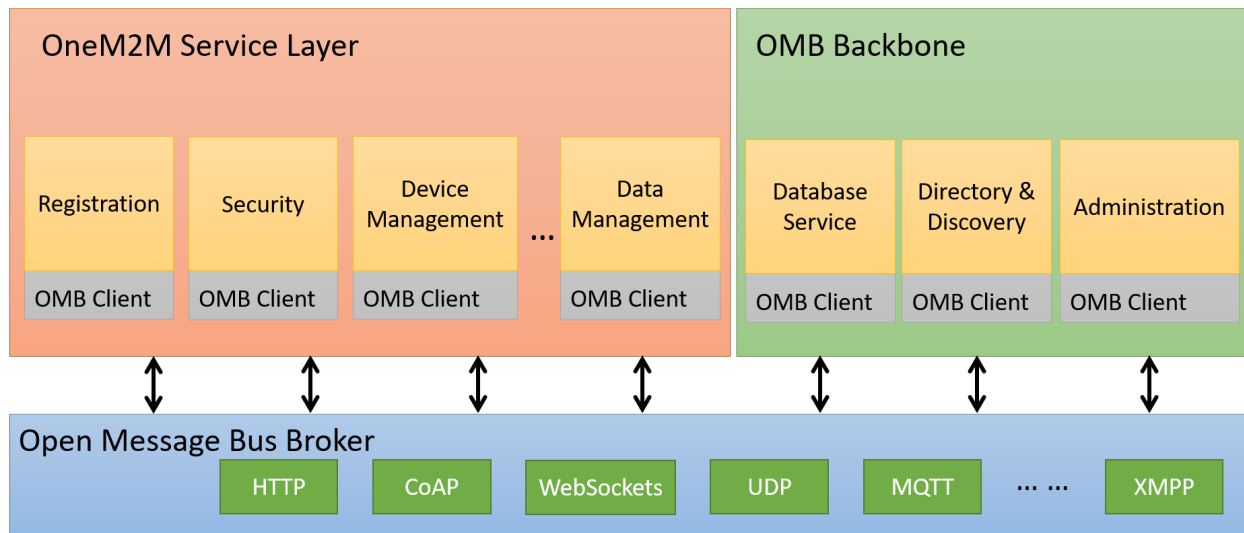 OneM2M Service Layer
OMB Backbone
Registration
Security
Device
Management
...
Data
Management
Database
Service
Directory &
Discovery
Administration
OMB Client
OMB Client
OMB Client
OMB Client
OMB Client
OMB Client
OMB Client
Open Message Bus Broker
HTTP
CoAP
WebSockets
UDP
MQTT
... ...
XMPP